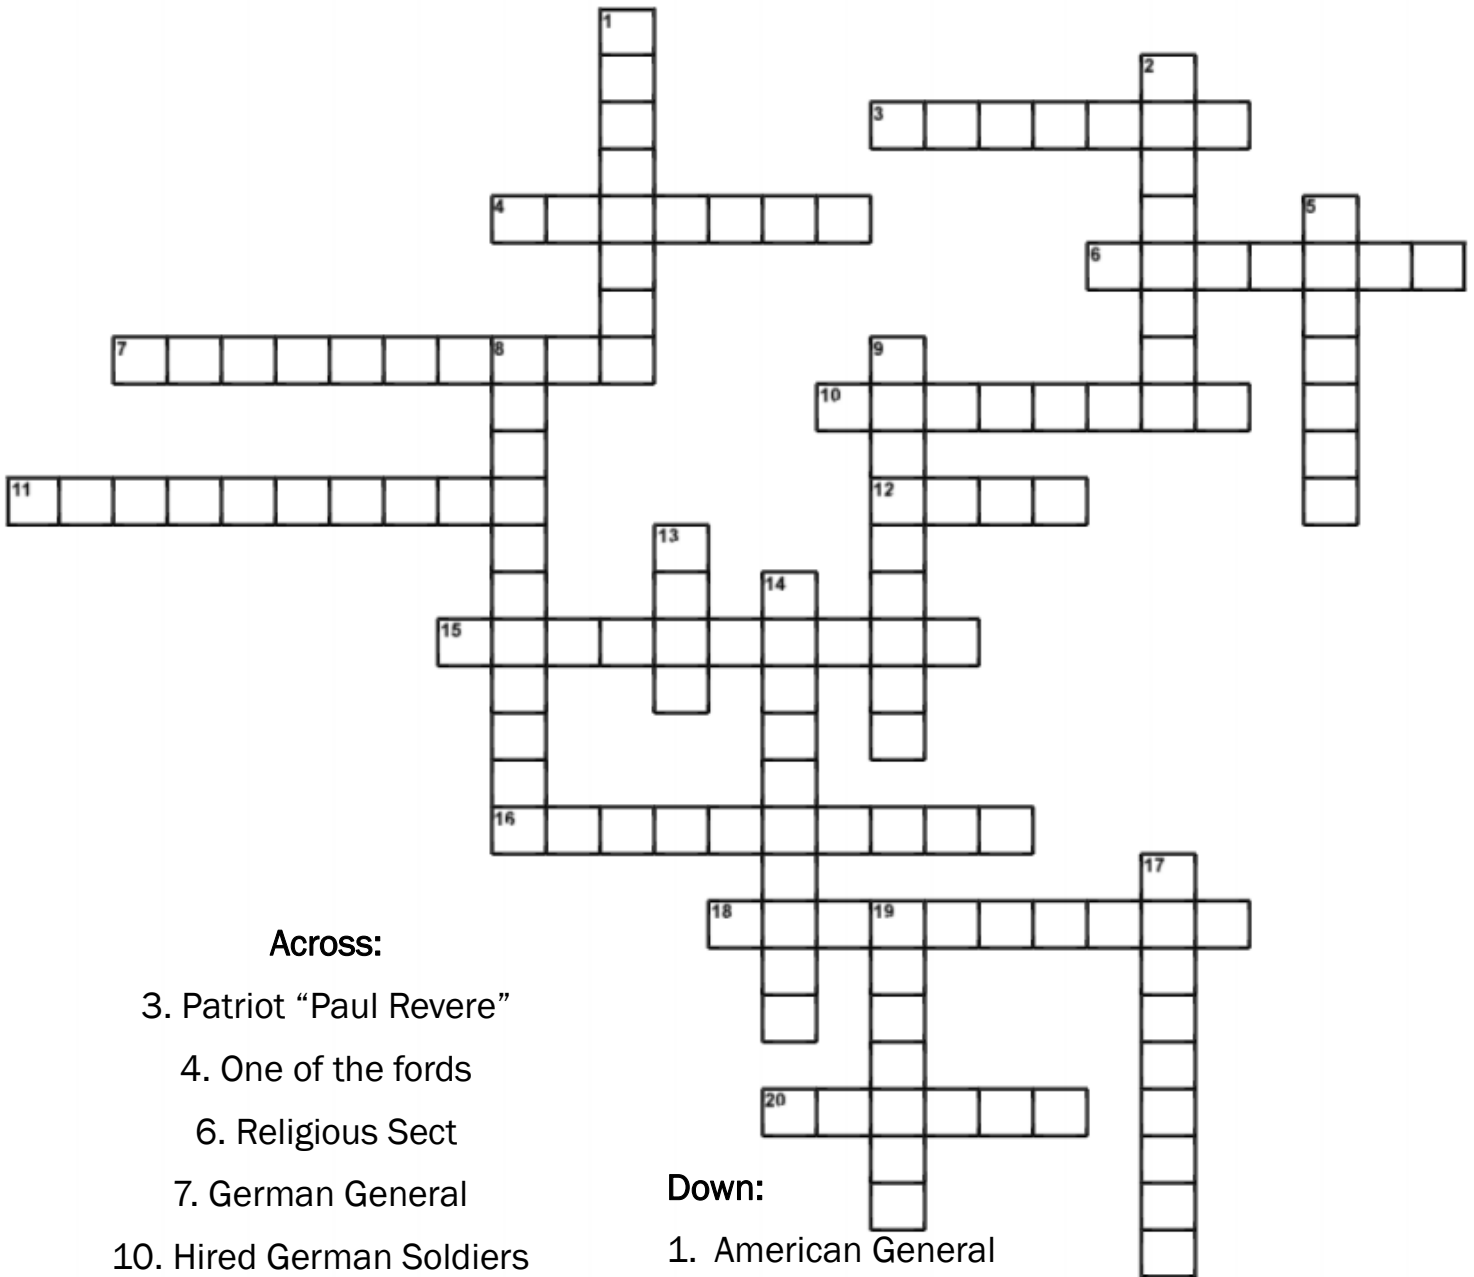 1
2
3
4
5
6
7
8
9
10
11
12
13
14
15
16
17
18
19
20
Across:
3. Patriot “Paul Revere”
4. One of the fords
6. Religious Sect
7. German General
10. Hired German Soldiers
Down:
1. American General